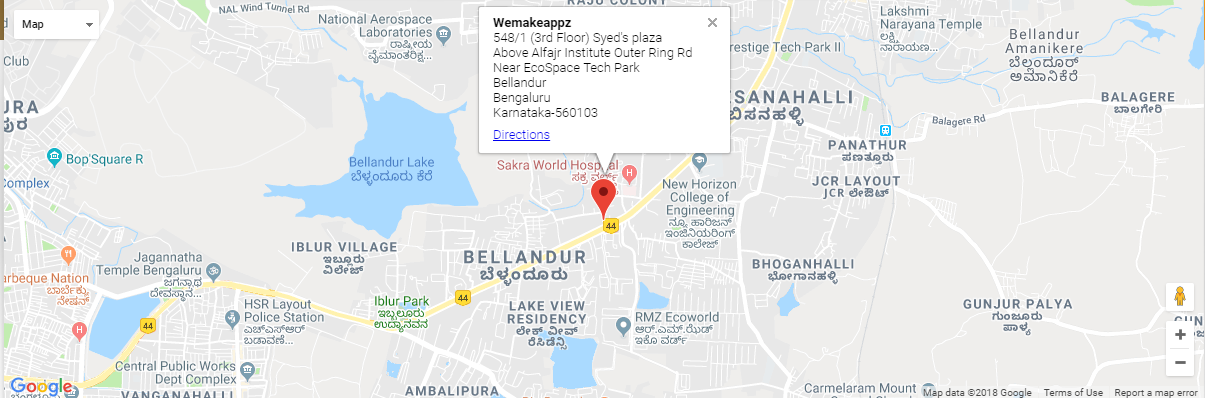 Map
Wemakeappz
548/1 (3rd Floor) Syed's plaza
Above Alfajr Institute Outer Ring Rd
Near EcoSpace Tech Park
Bellandur
Bengaluru
Karnataka-560103
Directions
NAL Wind Tunnel Rd
National Aerospace
Laboratories
ರಾಷ್ಟ್ರೀಯ
ವೈಮಾಂತರಿಕ್ಷ...
RAJU COLONY
Prestige Tech Park II
Lakshmi
Narayana Temple
ಲಕ್ಷ್ಮಿ
ನಾರಾಯಣ...
Bellandur
Amanikere
ಬೆಳ್ಳಂದೂರ್
ಅಮಾನಿಕೆರೆ
Club
URA
ಪುರ
Bop'Square R
Complex
Bellandur Lake
ಬೆಳ್ಳಂದೂರು ಕೆರೆ
ESANAHALLI
ಬಿಸನಹಳ್ಳಿ
BALAGERE
ಬಾಲಗೇರಿ
Balagere Rd
PANATHUR
ಪಣತ್ತೂರು
JCR LAYOUT
JCR ಲೇಔಟ್
Sakra World Hospital
ಸಕ್ರ ವರ್ಲ್ಡ್
H
New Horizon
College of
Engineering
ನ್ಯೂ ಹಾರಿಜನ್
ಇಂಜಿನಿಯರಿಂಗ್
ಕಾಲೇಜ್
44
IBLUR VILLAGE
ಇಬ್ಲೂರು
ವಿಲೇಜ್
BELLANDUR
ಬೆಳ್ಳಂದೂರು
BHOGANHALLI
ಭೋಗಾನಹಳ್ಳಿ
Jagannatha
Temple Bengaluru
ಜಗನ್ನಾಥ
ದೇವಸ್ಥಾನ...
arbeque Nation
ಬಾರ್ಬೆಕ್ಯು
ನೇಶನ್
H
44
HSR Layout
Police Station
ಎಚ್‌ಎಸ್‌ಆರ್
ಬಡಾವಣೆ...
Iblur Park
ಇಬ್ಬಲೂರು
ಉದ್ಯಾನವನ
44
LAKE VIEW
RESIDENCY
ಲೇಕ್ ವೀವ್
ರೆಸಿಡೆನ್ಸಿ
RMZ Ecoworld
ಆರ್.ಎಮ್.ಝೆಡ್
ಇಕೊ ವರ್ಡ್
GUNJUR PALYA
ಗುಂಜೂರು
ಪಾಳ್ಯ
GUN
Central Public Works
Dept Complex
VANGANAHALLI
AMBALIPURA
Carmelaram Mount
Google
Map data ©2018 Google
Terms of Use
Report a map error